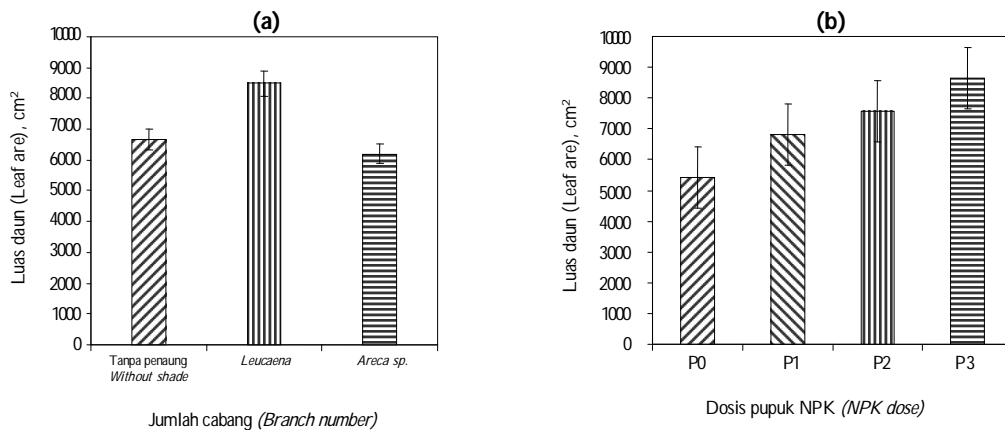 (a)
Luas daun (Leaf are), cm²
10000
9000
8000
7000
6000
5000
4000
3000
2000
1000
0
Tanpa penaung
Without shade
Leucaena
Areca sp.
Jumlah cabang (Branch number)
(b)
Luas daun (Leaf are), cm²
10000
9000
8000
7000
6000
5000
4000
3000
2000
1000
0
P0
P1
P2
P3
Dosis pupuk NPK (NPK dose)